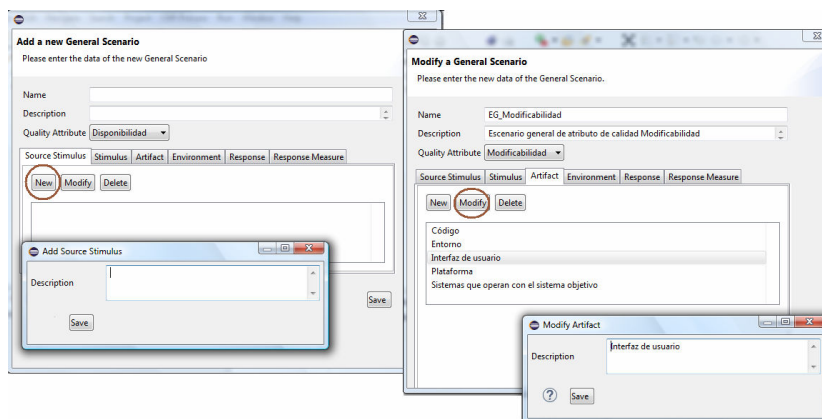 Add a new General Scenario
Please enter the data of the new General Scenario
Name
Description
Quality Attribute Disponibilidad
Source Stimulus Stimulus Artifact Environment Response Response Measure
New Modify Delete
Add Source Stimulus
Description
Save
Save
Modify a General Scenario
Please enter the new data of the General Scenario.
Name EG_Modificabilidad
Description Escenario general de atributo de calidad Modificabilidad
Quality Attribute Modificabilidad
Source Stimulus Stimulus Artifact Environment Response Response Measure
New Modify Delete
Código
Entorno
Interfaz de usuario
Plataforma
Sistemas que operan con el sistema objetivo
Modify Artifact
Description Interfaz de usuario
? Save